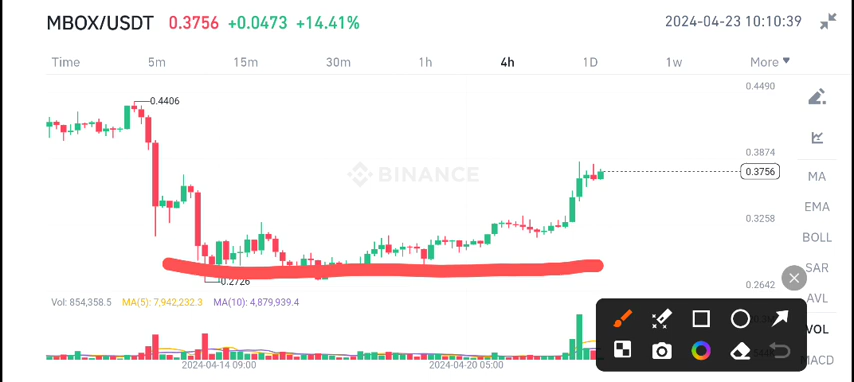 MBOX/USDT 0.3756 +0.0473 +14.41% 2024-04-23 10:10:39
Time 5m 15m 30m 1h 4h 1D 1w More
0.4490
0.4406
0.3874
BINANCE
0.3756
MA
EMA
0.3258
BOLL
SAR
0.2726
0.2642
AVL
Vol: 854,358.5 MA(5): 7,942,232.3 MA(10): 4,879,939.4
VOL
MACD
2024-04-14 09:00 2024-04-20 05:00